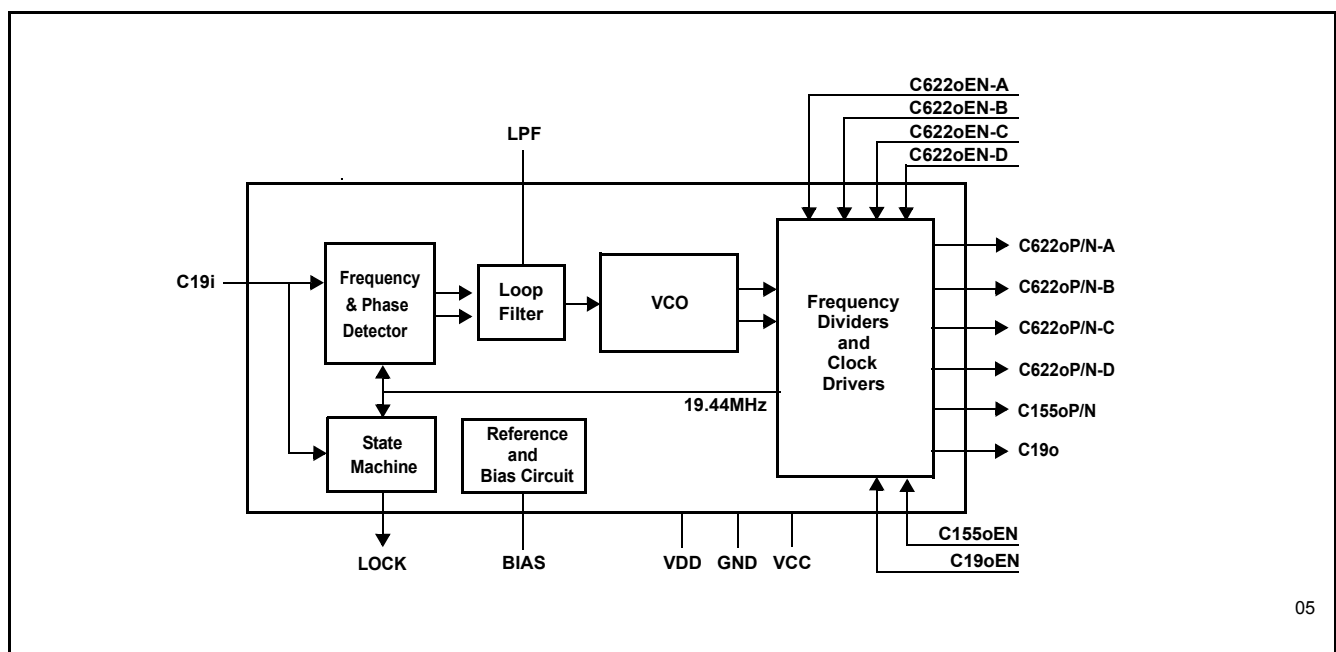 C622oEN-A
C622oEN-B
C622oEN-C
C622oEN-D
LPF
C19i
Frequency
& Phase
Detector
Loop
Filter
VCO
Frequency
Dividers
and
Clock
Drivers
C622oP/N-A
C622oP/N-B
C622oP/N-C
C622oP/N-D
C155oP/N
C19o
19.44MHz
State
Machine
Reference
and
Bias Circuit
LOCK
BIAS
VDD
GND
VCC
C155oEN
C19oEN
05